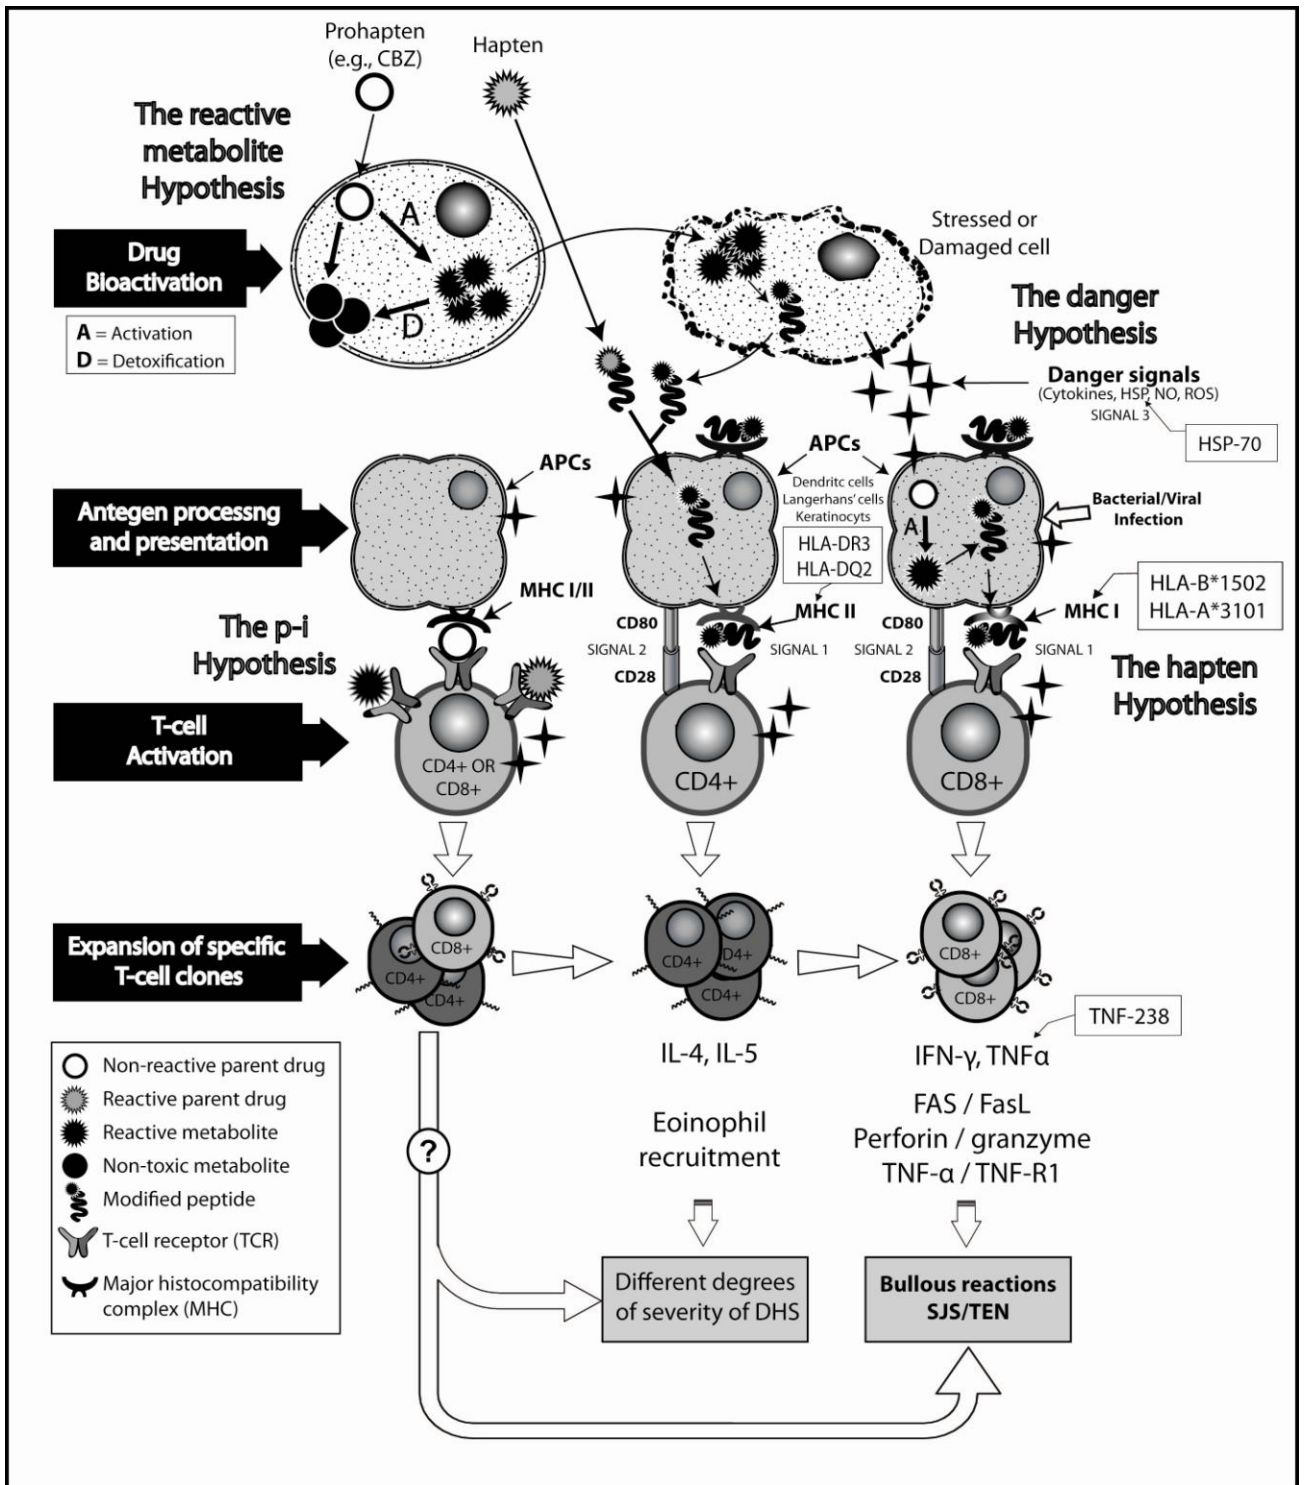 Prohapten
(e.g., CBZ)
Hapten
The reactive
metabolite
Hypothesis
A
D
Drug
Bioactivation
A = Activation
D = Detoxification
Stressed or
Damaged cell
The danger
Hypothesis
Danger signals
(Cytokines, HSP, NO, ROS)
SIGNAL 3
HSP-70
Antegen processng
and presentation
APCs
APCs
Dendritc cells
Langerhans' cells
Keratinocyts
HLA-DR3
HLA-DQ2
A
Bacterial/Viral
Infection
HLA-B*1502
HLA-A*3101
MHC I/II
CD80
MHC II
CD80
MHC I
SIGNAL 2
SIGNAL 1
SIGNAL 2
SIGNAL 1
CD28
CD28
The p-i
Hypothesis
The hapten
Hypothesis
T-cell
Activation
CD4+ OR
CD8+
CD4+
CD8+
Expansion of specific
T-cell clones
CD8+
CD4+
CD4+
CD4+
D4+
CD4+
CD8+
CD8+
TNF-238
IL-4, IL-5
IFN-γ, TNFα
Eoinophil
recruitment
FAS / FasL
Perforin / granzyme
TNF-α / TNF-R1
Non-reactive parent drug
Reactive parent drug
Reactive metabolite
Non-toxic metabolite
Modified peptide
T-cell receptor (TCR)
Major histocompatibility
complex (MHC)
?
Different degrees
of severity of DHS
Bullous reactions
SJS/TEN